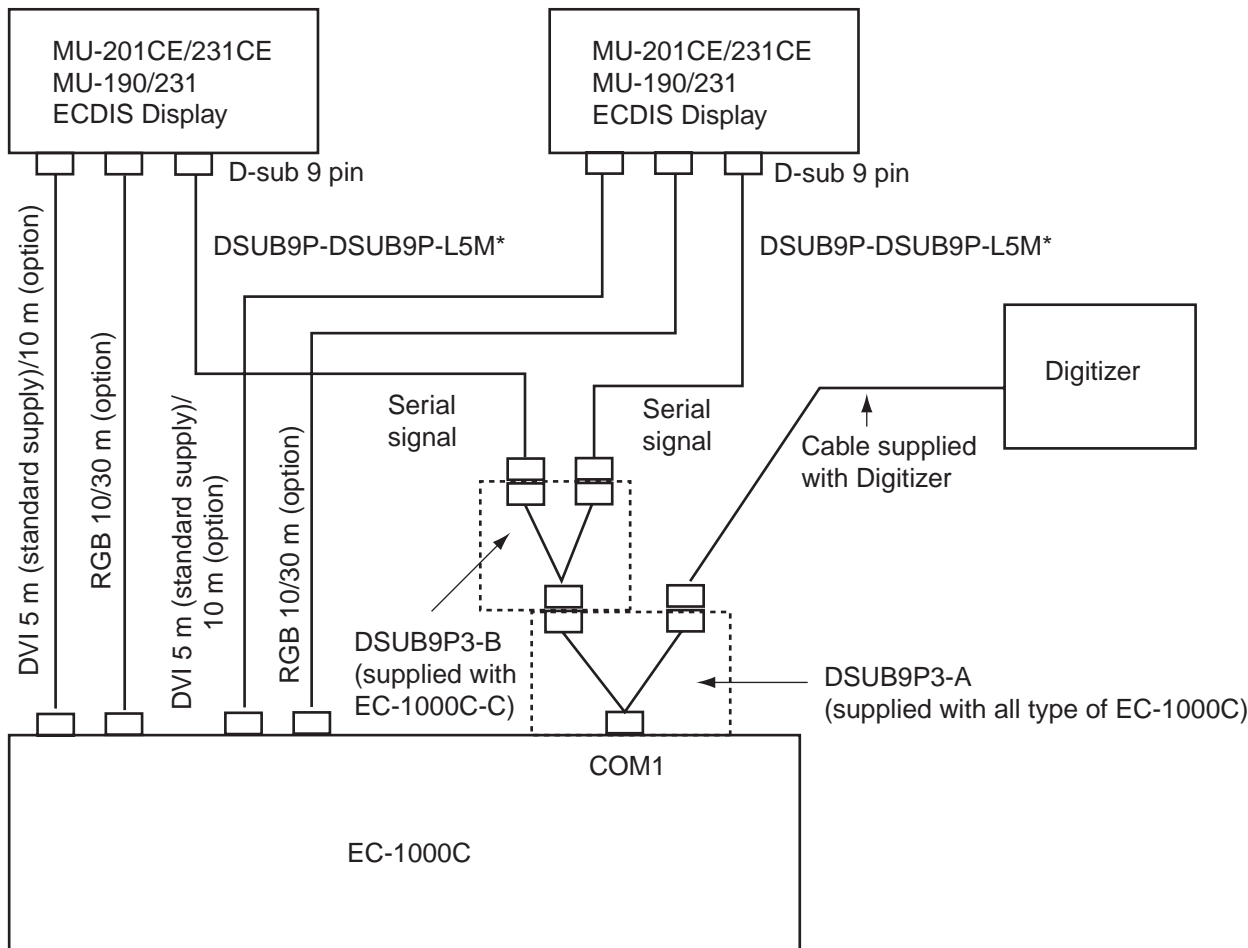 MU-201CE/231CE
MU-190/231
ECDIS Display
MU-201CE/231CE
MU-190/231
ECDIS Display
D-sub 9 pin
D-sub 9 pin
DSUB9P-DSUB9P-L5M*
DSUB9P-DSUB9P-L5M*
DVI 5 m (standard supply)/10 m (option)
RGB 10/30 m (option)
DVI 5 m (standard supply)/
10 m (option)
RGB 10/30 m (option)
Serial
signal
Serial
signal
Digitizer
Cable supplied
with Digitizer
DSUB9P3-B
(supplied with
EC-1000C-C)
DSUB9P3-A
(supplied with all type of EC-1000C)
COM1
EC-1000C